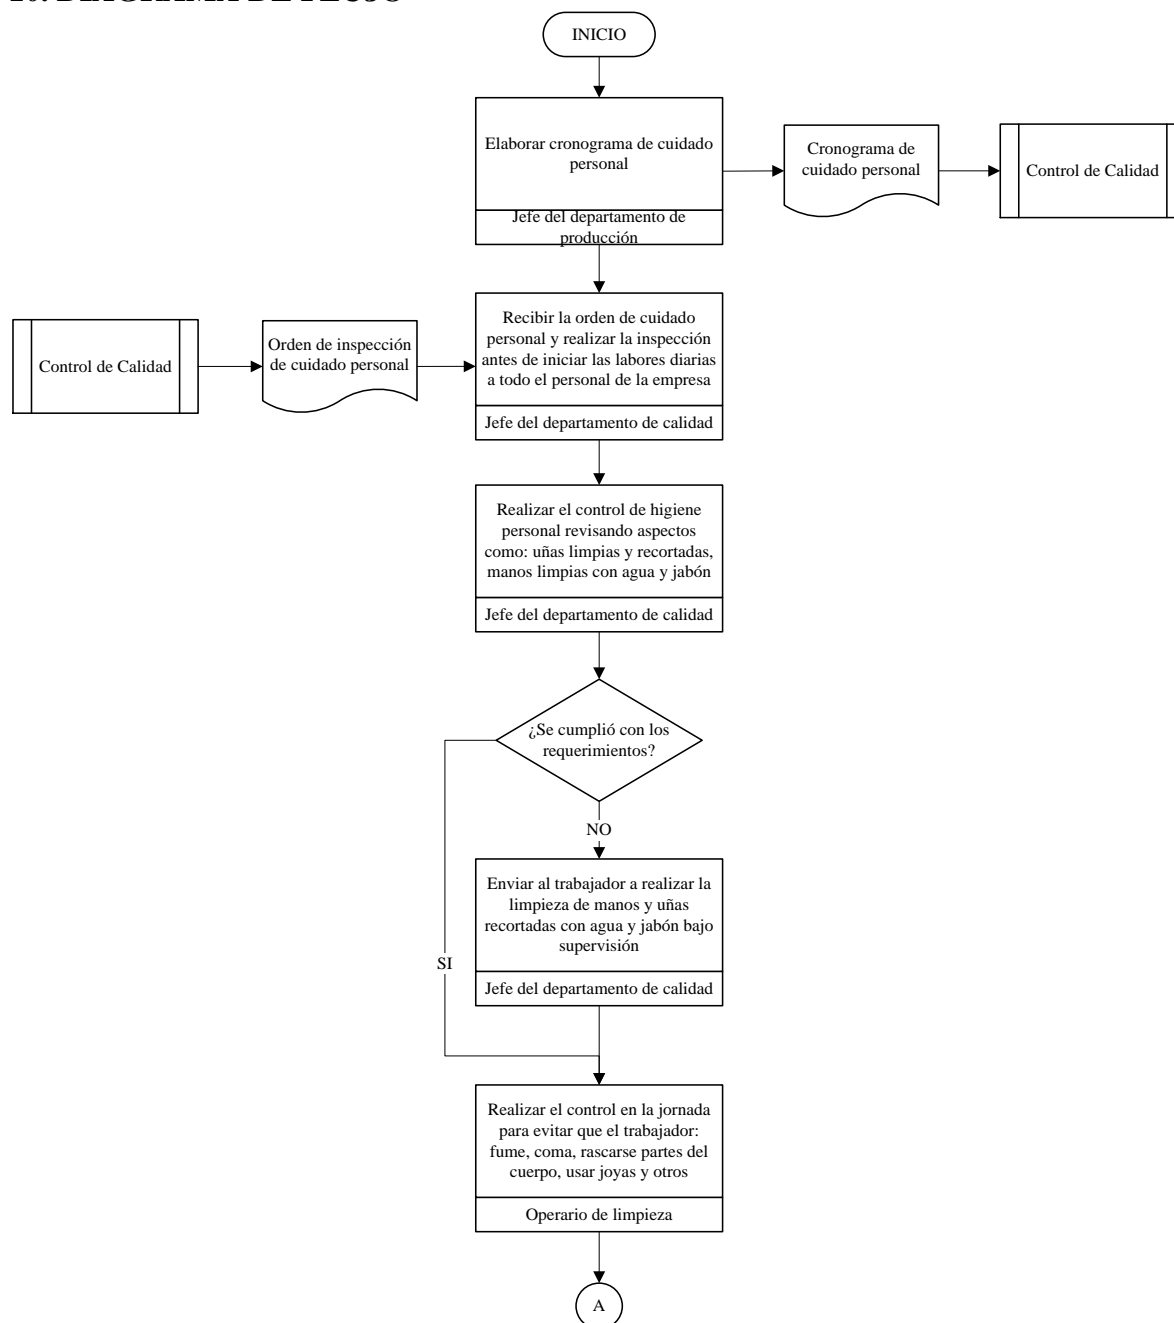 10. DIAGRAMA DE FLUJO
INICIO
Elaborar cronograma de cuidado
personal
Jefe del departamento de
producción
Cronograma de
cuidado personal
Control de Calidad
Control de Calidad
Orden de inspección
de cuidado personal
Recibir la orden de cuidado
personal y realizar la inspección
antes de iniciar las labores diarias
a todo el personal de la empresa
Jefe del departamento de calidad
Realizar el control de higiene
personal revisando aspectos
como: uñas limpias y recortadas,
manos limpias con agua y jabón
Jefe del departamento de calidad
¿Se cumplió con los
requerimientos?
NO
Enviar al trabajador a realizar la
limpieza de manos y uñas
recortadas con agua y jabón bajo
supervisión
SI
Jefe del departamento de calidad
Realizar el control en la jornada
para evitar que el trabajador:
fume, coma, rascarse partes del
cuerpo, usar joyas y otros
Operario de limpieza
A